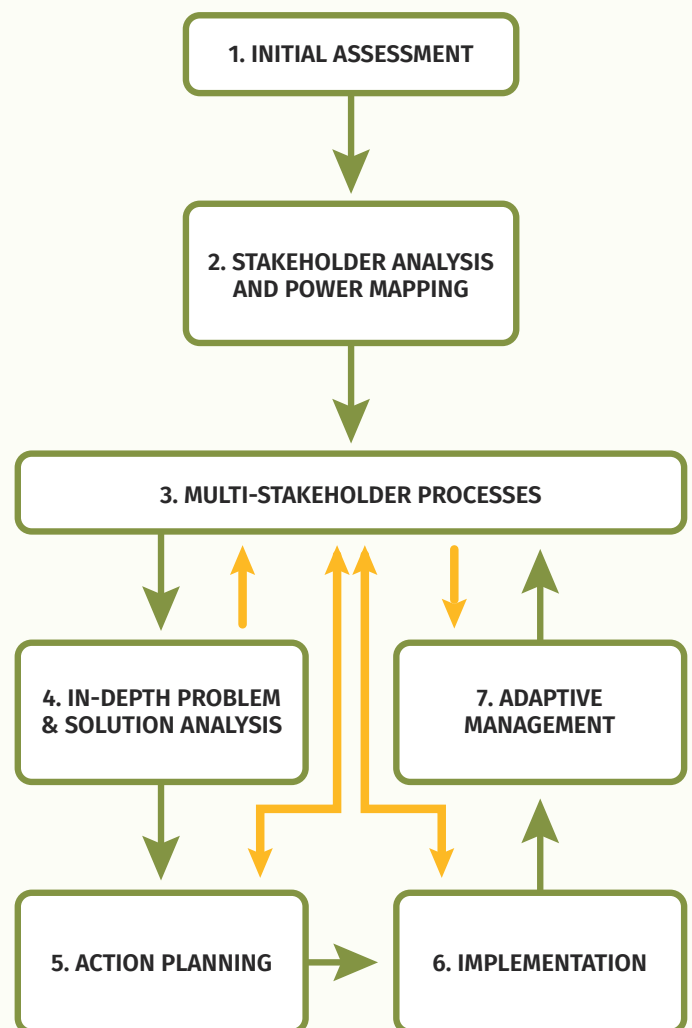 1. INITIAL ASSESSMENT
2. STAKEHOLDER ANALYSIS
AND POWER MAPPING
3. MULTI-STAKEHOLDER PROCESSES
4. IN-DEPTH PROBLEM
& SOLUTION ANALYSIS
7. ADAPTIVE
MANAGEMENT
5. ACTION PLANNING
6. IMPLEMENTATION